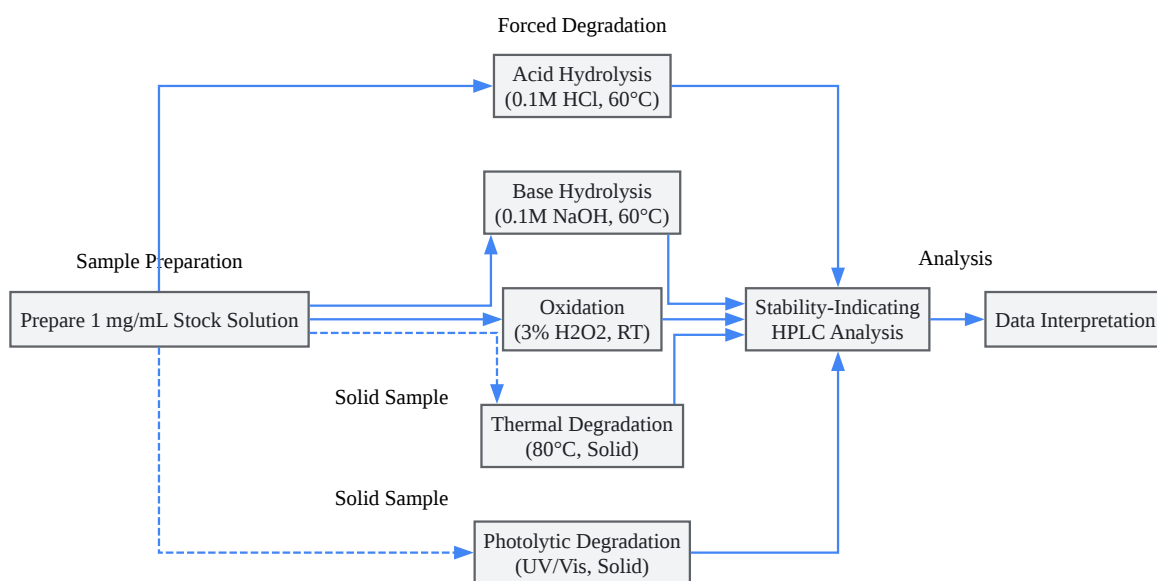 Forced Degradation
Acid Hydrolysis
(0.1M HCl, 60°C)
Base Hydrolysis
(0.1M NaOH, 60°C)
Sample Preparation
Analysis
Prepare 1 mg/mL Stock Solution
Oxidation
(3% H2O2, RT)
Stability-Indicating
HPLC Analysis
Data Interpretation
Solid Sample
Thermal Degradation
(80°C, Solid)
Solid Sample
Photolytic Degradation
(UV/Vis, Solid)